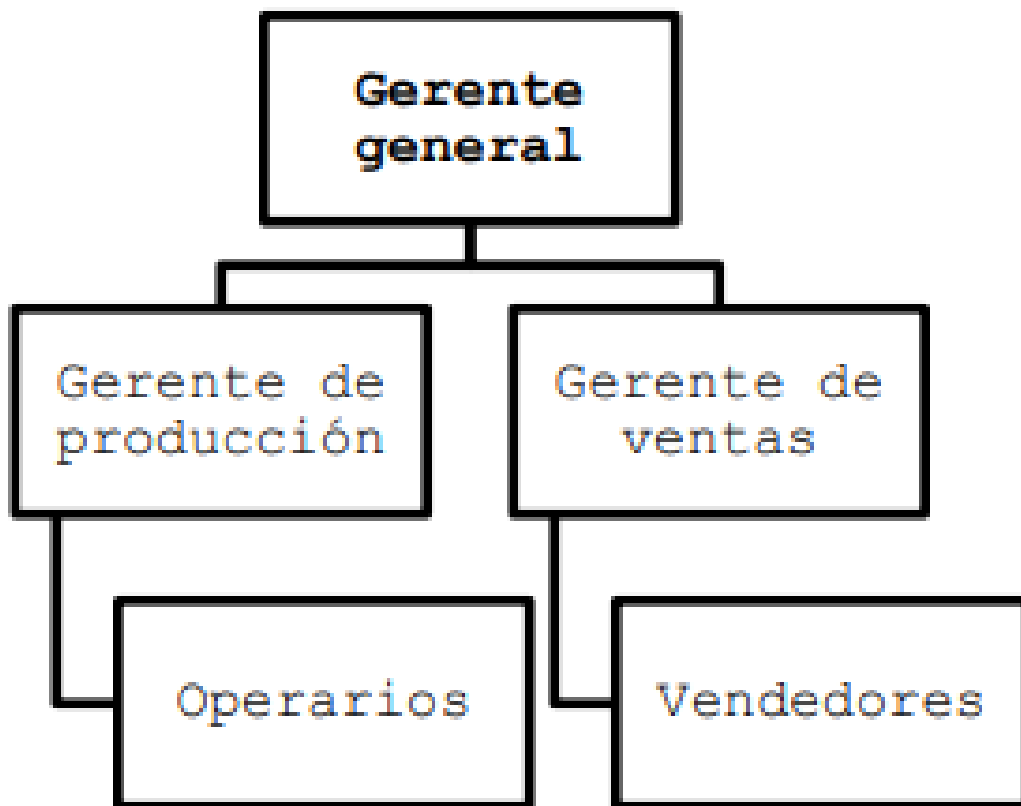 Gerente
general
Gerente de
producción
Gerente de
ventas
Operarios
Vendedores